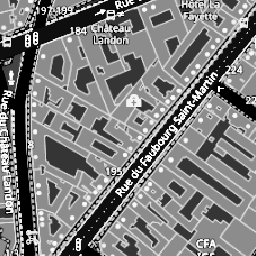 197;199
Rue
Hôtel La
Fayette
184
Château
Landon
224
Rue du Château Landon
Rue du Faubourg Saint-Martin
195
CFA